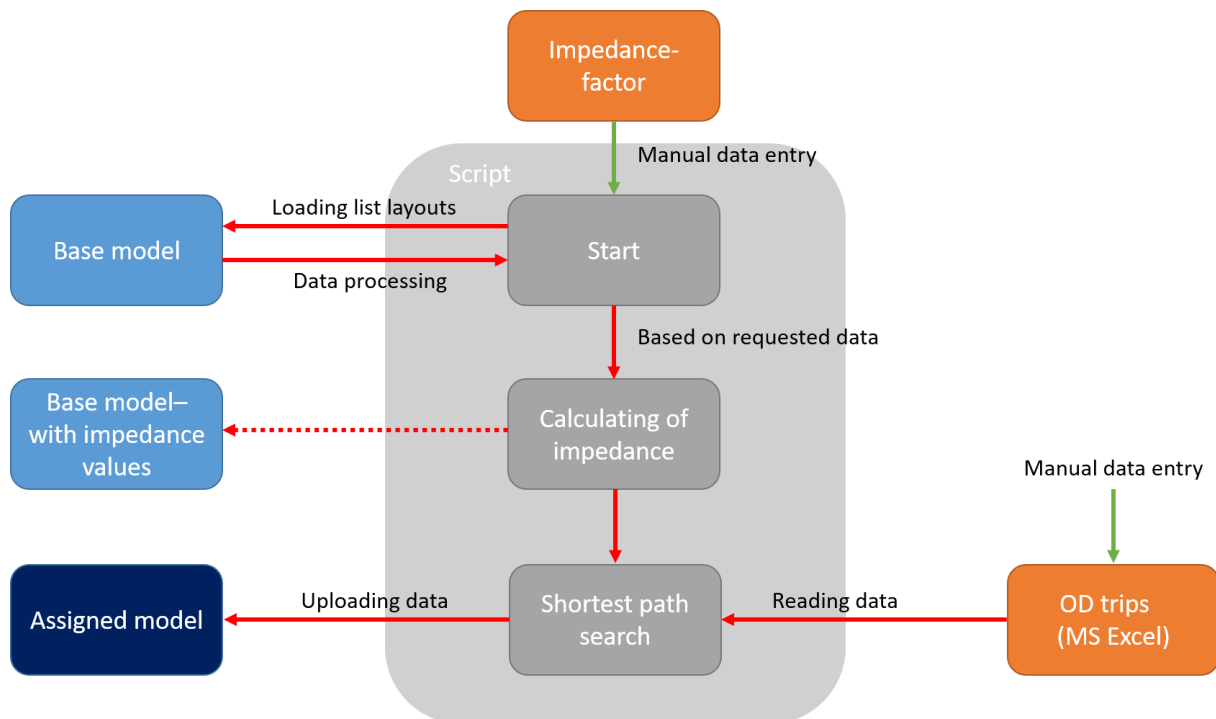 Impedance-
factor
Manual data entry
Script
Loading list layouts
Base model
Start
Data processing
Based on requested data
Base model–
with impedance
values
Calculating of
impedance
Manual data entry
Assigned model
Uploading data
Shortest path
search
Reading data
OD trips
(MS Excel)